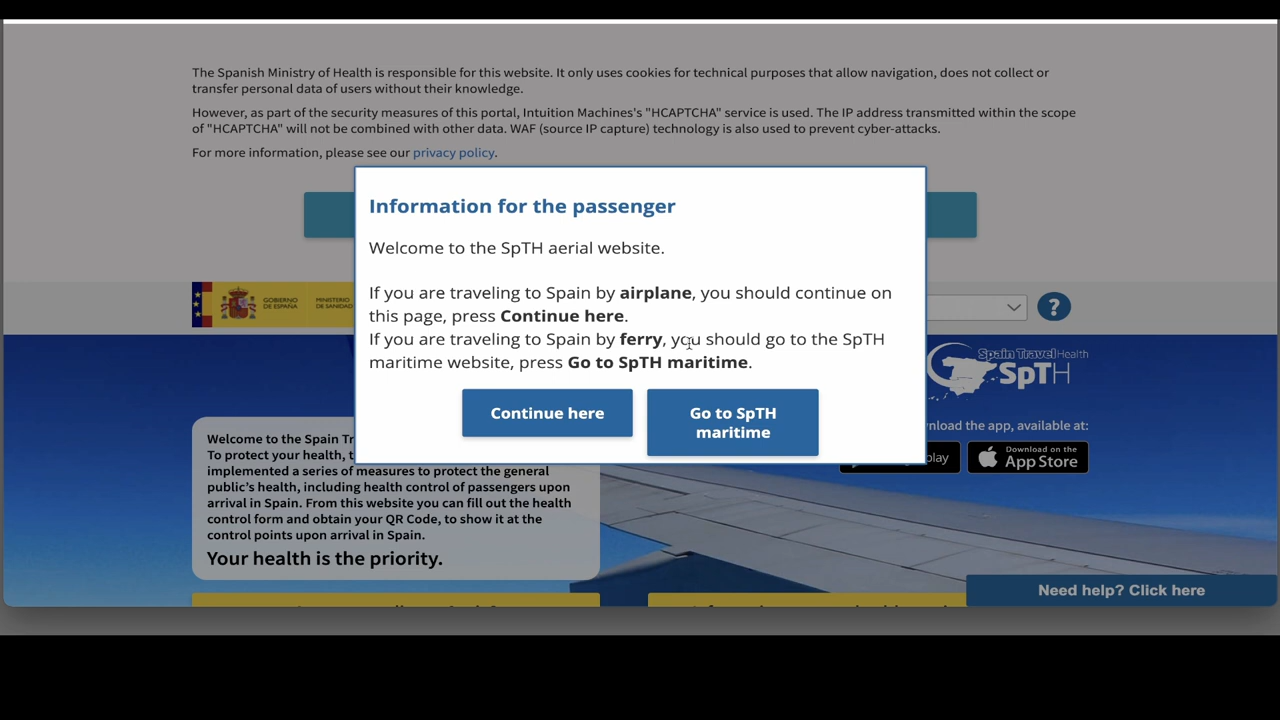 The Spanish Ministry of Health is responsible for this website. It only uses cookies for technical purposes that allow navigation, does not collect or
transfer personal data of users without their knowledge.
However, as part of the security measures of this portal, Intuition Machines's "HCAPTCHA" service is used. The IP address transmitted within the scope
of "HCAPTCHA" will not be combined with other data. WAF (source IP capture) technology is also used to prevent cyber-attacks.
For more information, please see our privacy policy.
Information for the passenger
Welcome to the SpTH aerial website.
If you are traveling to Spain by airplane, you should continue on
this page, press Continue here.
If you are traveling to Spain by ferry, you should go to the SpTH
maritime website, press Go to SpTH maritime.
Continue here
Go to SpTH
maritime
GOBIERNO
DE ESPAÑA
MINISTERIO
DE SANIDAD
?
Spain Travel Health
SpTH
the app, available at:
play
Download on the
App Store
Welcome to the Spain
To protect your health,
implemented a series of measures to protect the general
public's health, including health control of passengers upon
arrival in Spain. From this website you can fill out the health
control form and obtain your QR Code, to show it at the
control points upon arrival in Spain.
Your health is the priority.
Need help? Click here